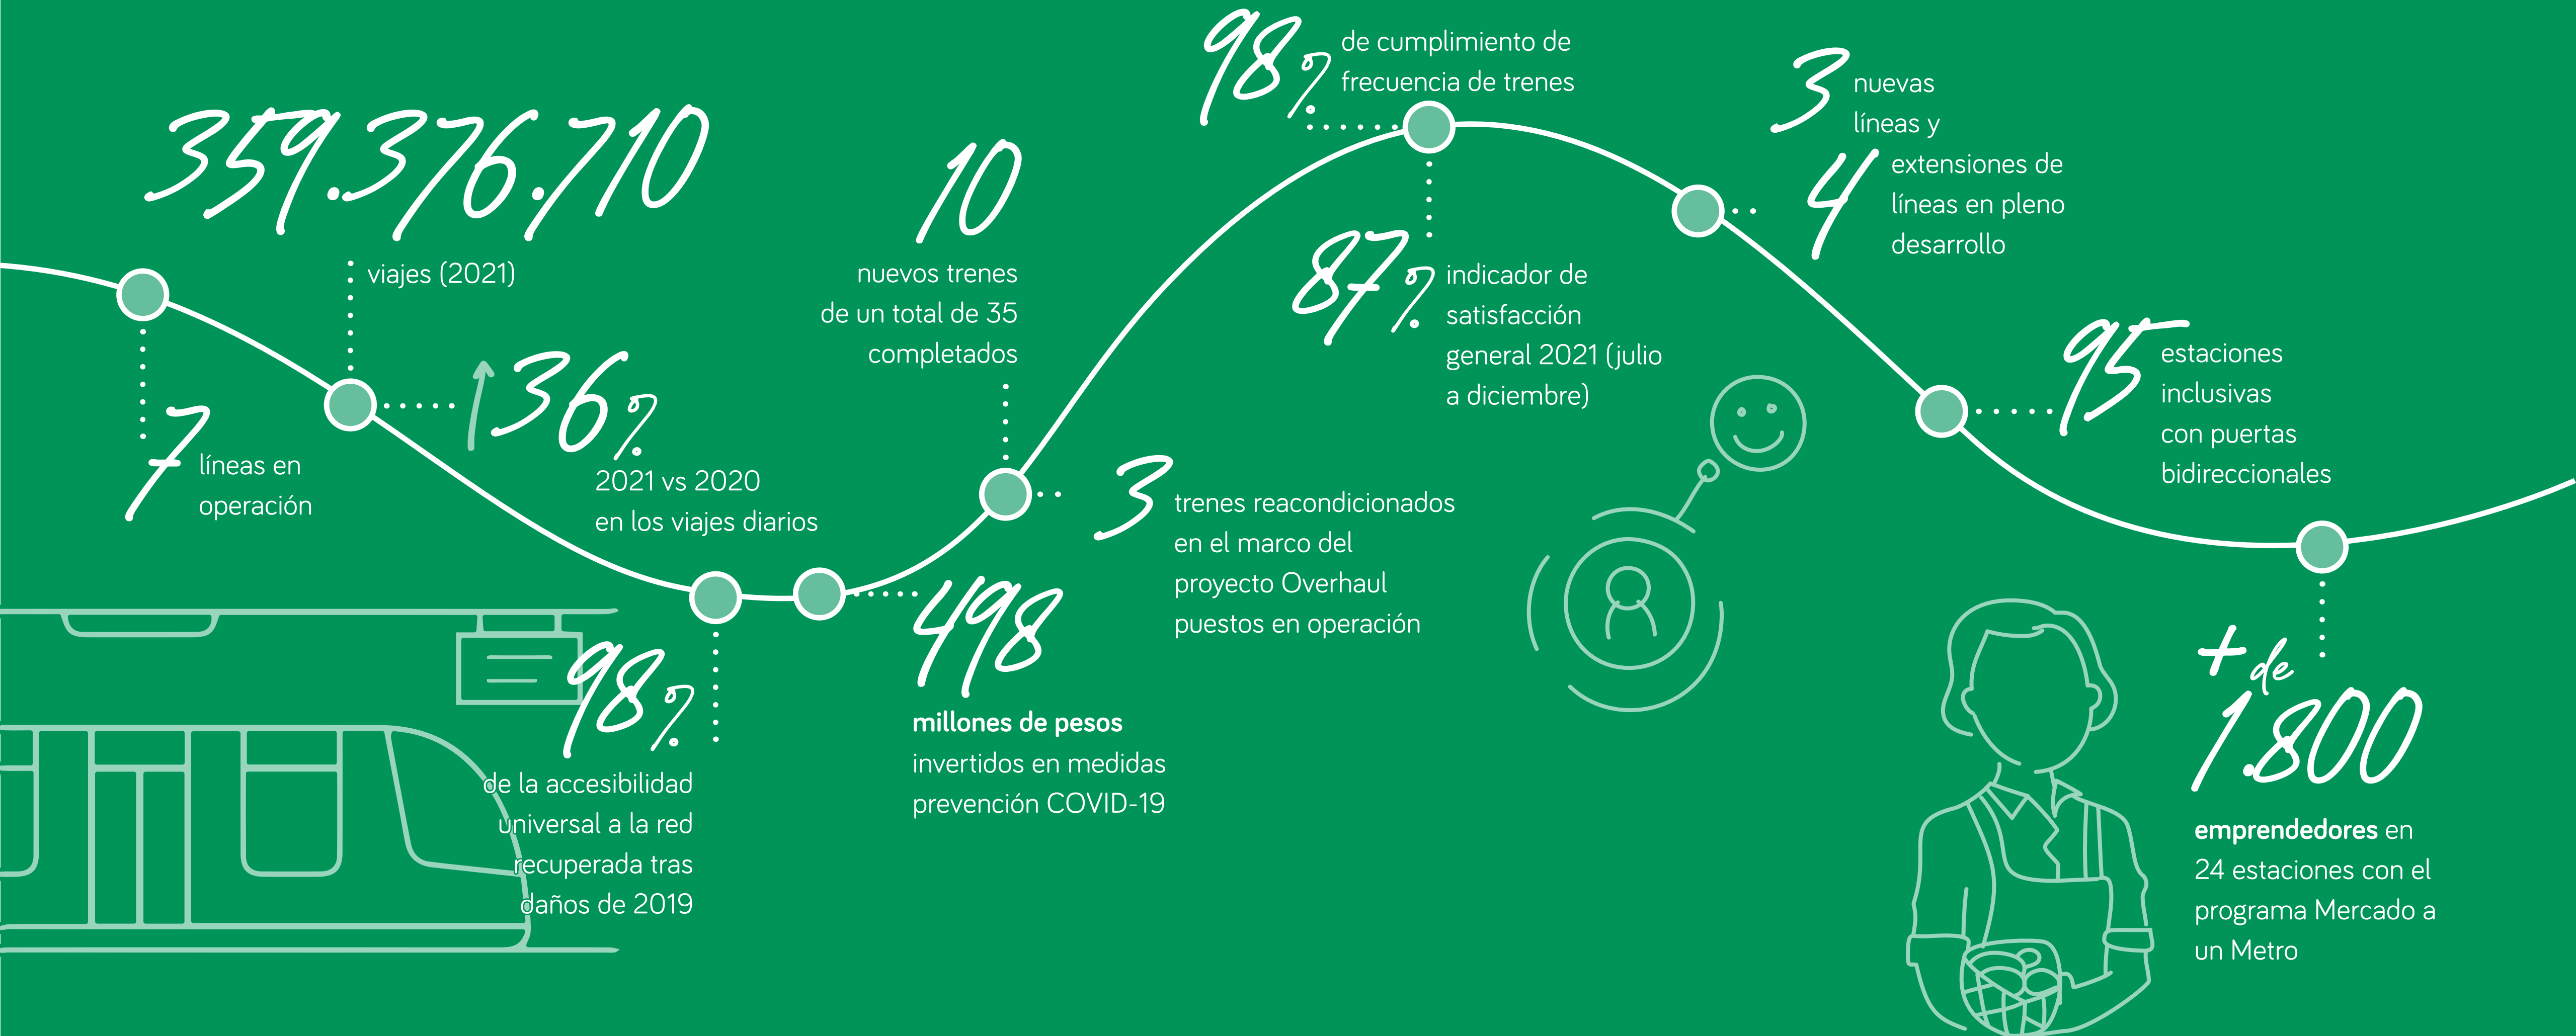 7
líneas en
operación
359.376.710
viajes (2021)
36%
2021 vs 2020
en los viajes diarios
98%
de la accesibilidad
universal a la red
recuperada tras
daños de 2019
498
millones de pesos
invertidos en medidas
prevención COVID-19
10
nuevos trenes
de un total de 35
completados
3
trenes reacondicionados
en el marco del
proyecto Overhaul
puestos en operación
98%
de cumplimiento de
frecuencia de trenes
87%
indicador de
satisfacción
general 2021 (julio
a diciembre)
3
nuevas
líneas y
4
extensiones de
líneas en pleno
desarrollo
95
estaciones
inclusivas
con puertas
bidireccionales
+ de
1.800
emprendedores en
24 estaciones con el
programa Mercado a
un Metro